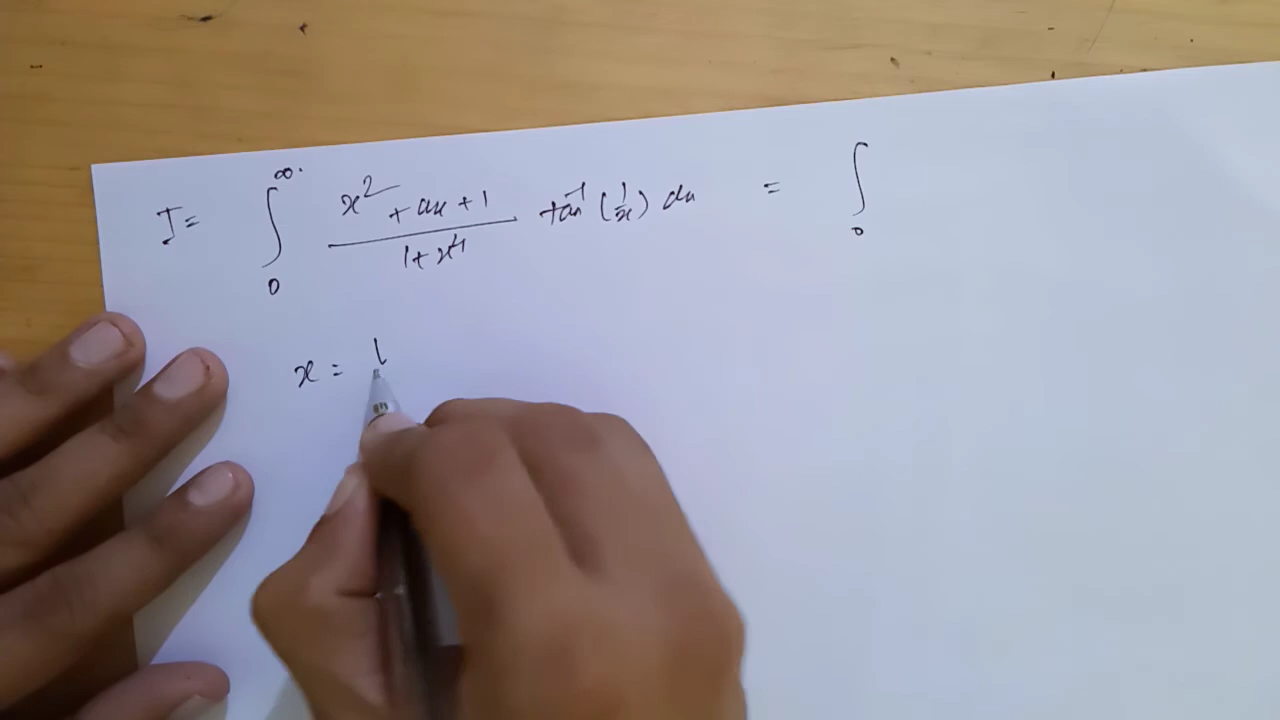 I = ∫₀^∞ (x² + ax + 1)/(1 + x⁴) tan⁻¹(1/x) dx = ∫₀
x = 1